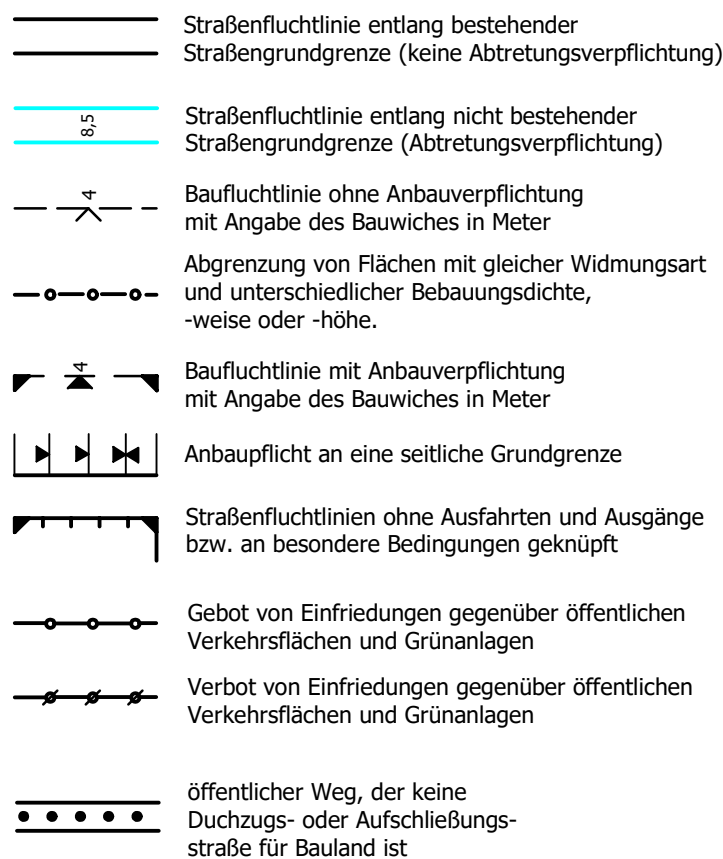 Straßenfluchtlinie entlang bestehender
Straßengrundgrenze (keine Abtretungsverpflichtung)
8,5
Straßenfluchtlinie entlang nicht bestehender
Straßengrundgrenze (Abtretungsverpflichtung)
4
Baufluchtlinie ohne Anbauverpflichtung
mit Angabe des Bauwiches in Meter
Abgrenzung von Flächen mit gleicher Widmungsart
und unterschiedlicher Bebauungsdichte,
-weise oder -höhe.
4
Baufluchtlinie mit Anbauverpflichtung
mit Angabe des Bauwiches in Meter
Anbaupflicht an eine seitliche Grundgrenze
Straßenfluchtlinien ohne Ausfahrten und Ausgänge
bzw. an besondere Bedingungen geknüpft
Gebot von Einfriedungen gegenüber öffentlichen
Verkehrsflächen und Grünanlagen
Verbot von Einfriedungen gegenüber öffentlichen
Verkehrsflächen und Grünanlagen
öffentlicher Weg, der keine
Duchzugs- oder Aufschließungs-
straße für Bauland ist